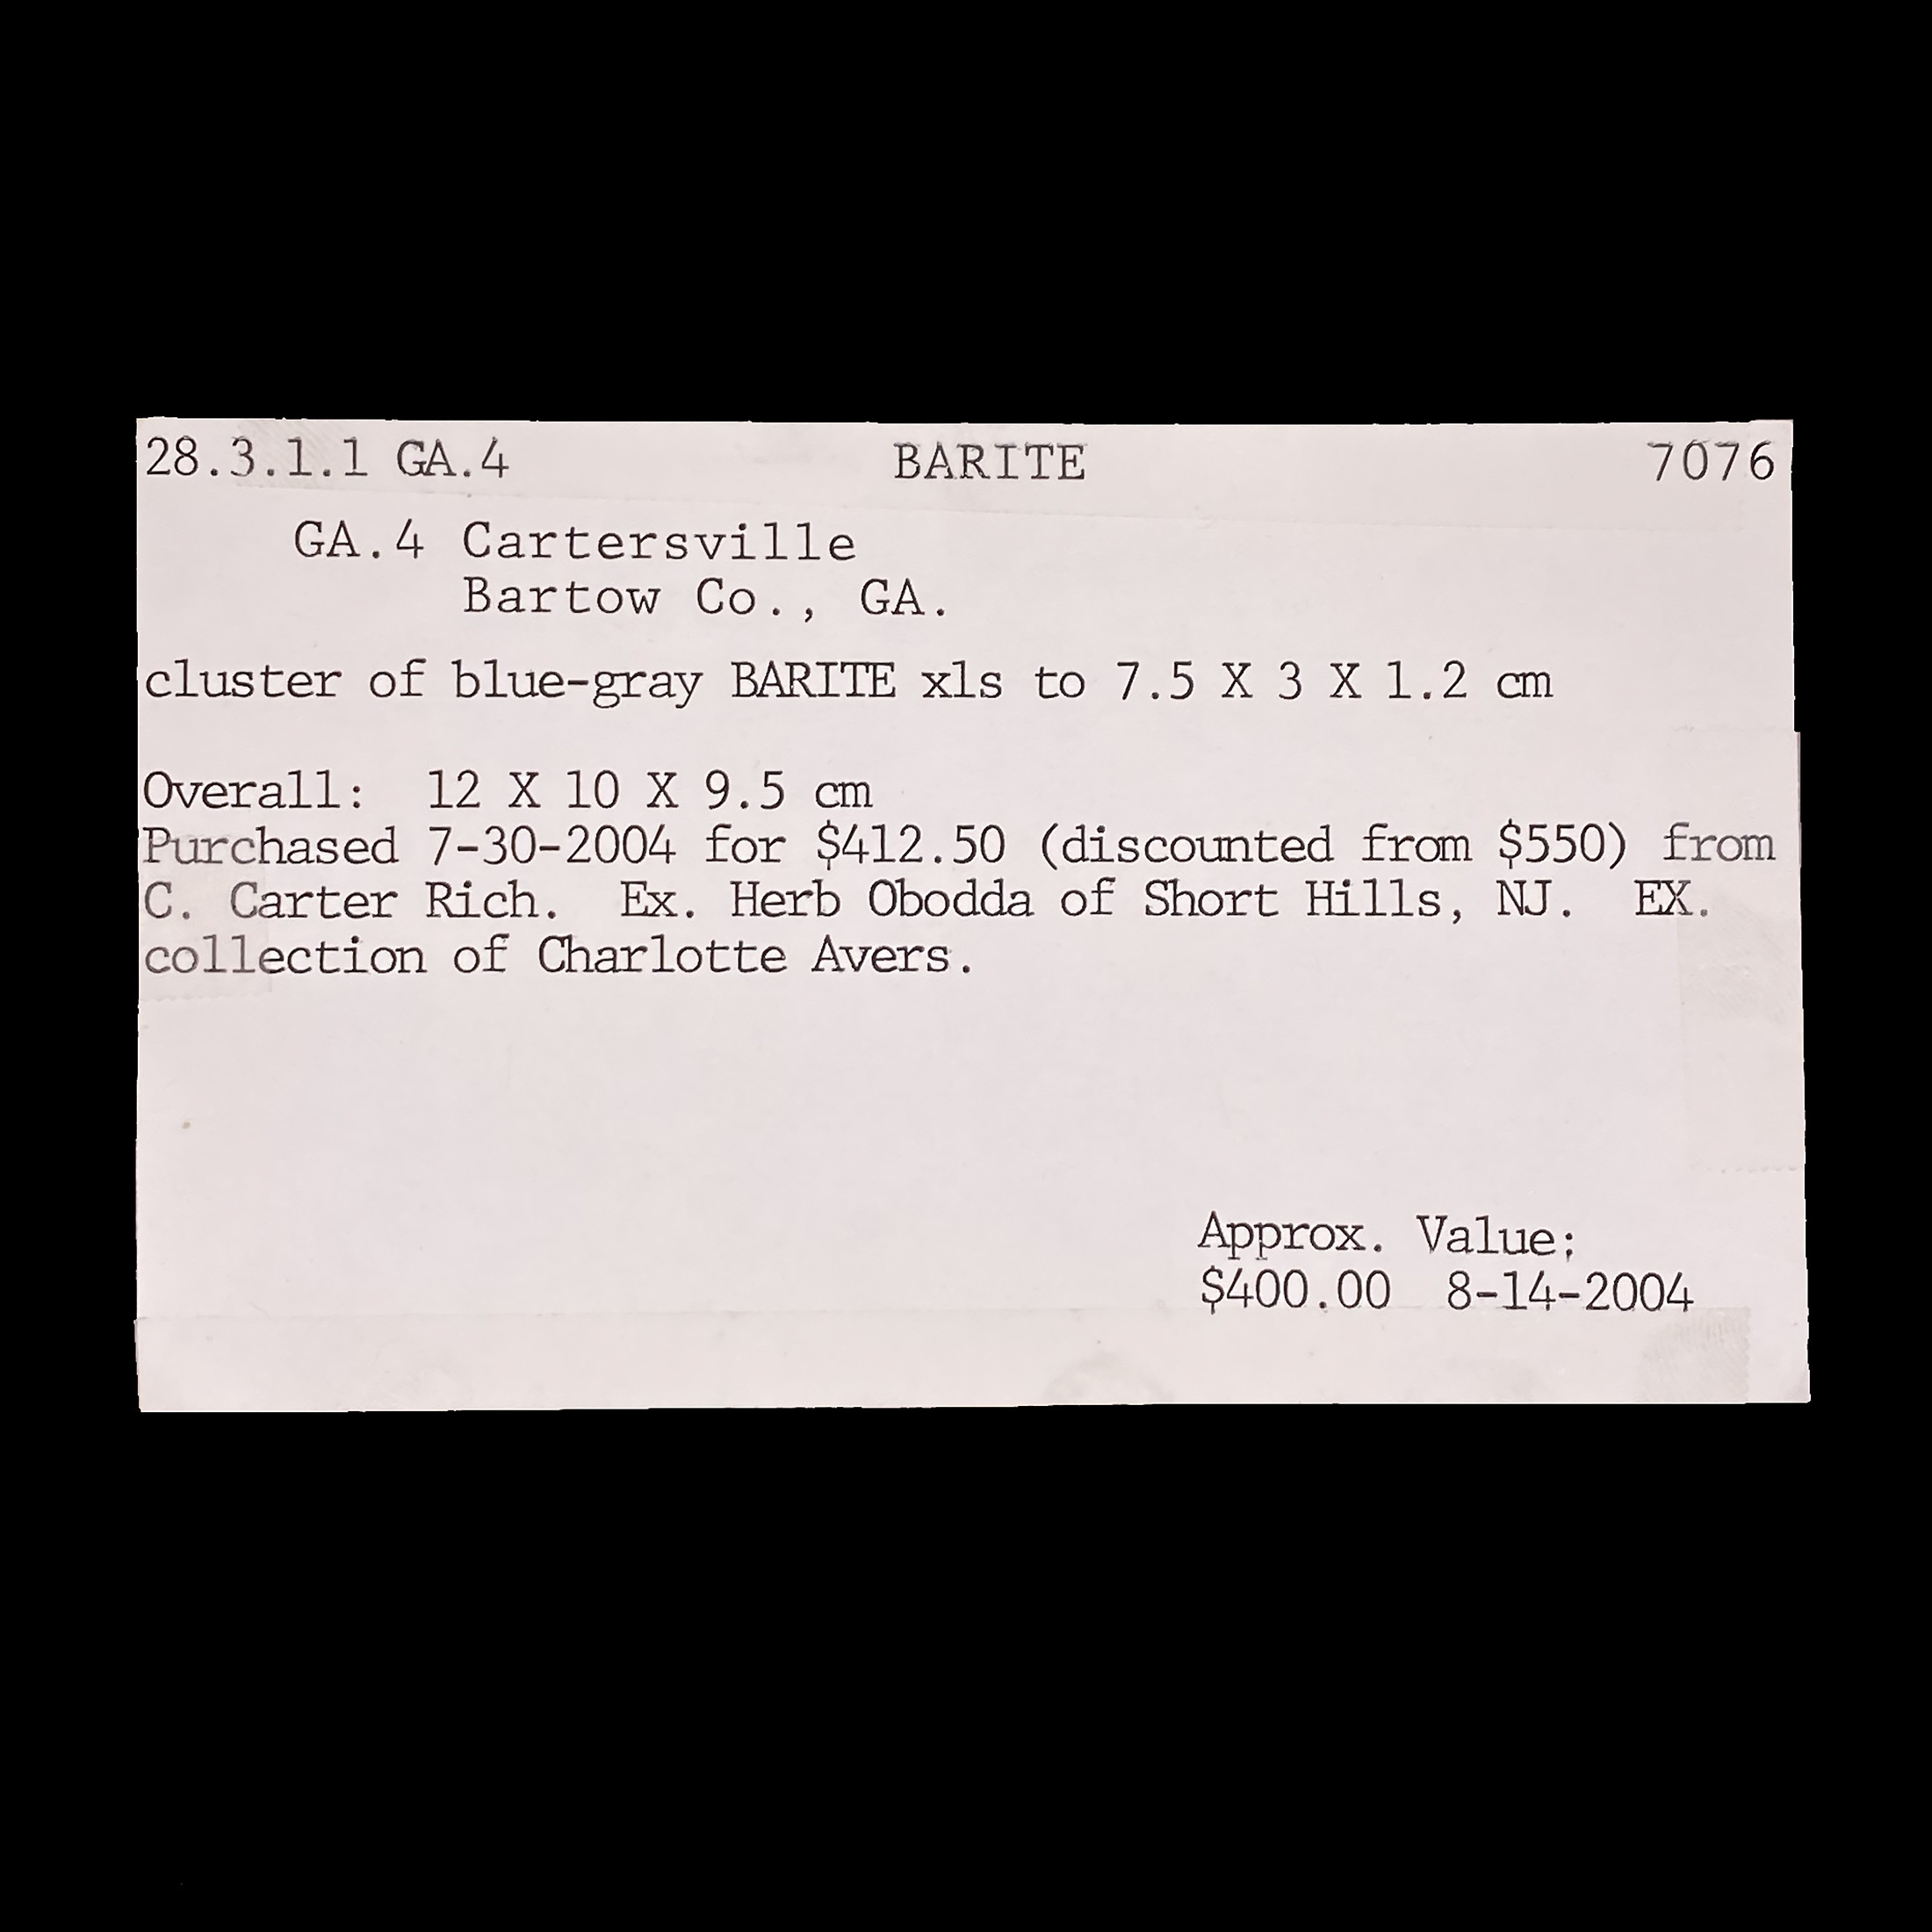 28.3.1.1 GA.4 BARITE 7076
GA.4 Cartersville
Bartow Co., GA.
cluster of blue-gray BARITE xls to 7.5 X 3 X 1.2 cm
Overall: 12 X 10 X 9.5 cm
Purchased 7-30-2004 for $412.50 (discounted from $550) from
C. Carter Rich. Ex. Herb Obodda of Short Hills, NJ. EX.
collection of Charlotte Avers.
Approx. Value;
$400.00 8-14-2004